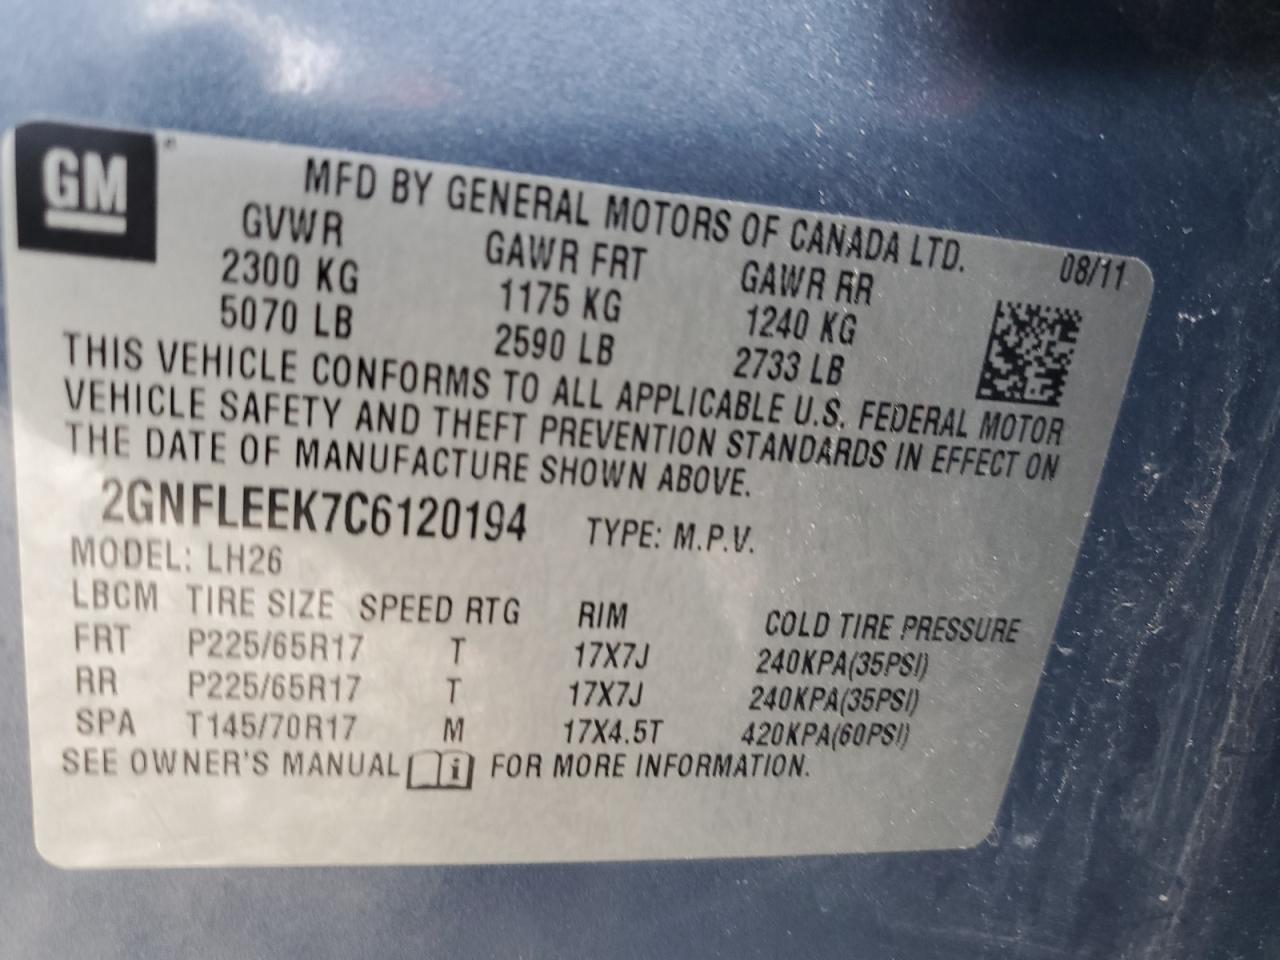 GM
MFD BY GENERAL MOTORS OF CANADA LTD.
08/11
GVWR GAWR FRT GAWR RR
2300 KG 1175 KG 1240 KG
5070 LB 2590 LB 2733 LB
THIS VEHICLE CONFORMS TO ALL APPLICABLE U.S. FEDERAL MOTOR
VEHICLE SAFETY AND THEFT PREVENTION STANDARDS IN EFFECT ON
THE DATE OF MANUFACTURE SHOWN ABOVE.
2GNFLEEK7C6120194 TYPE: M.P.V.
MODEL: LH26
LBCM TIRE SIZE SPEED RTG RIM COLD TIRE PRESSURE
FRT P225/65R17 T 17X7J 240KPA(35PSI)
RR P225/65R17 T 17X7J 240KPA(35PSI)
SPA T145/70R17 M 17X4.5T 420KPA(60PSI)
SEE OWNER'S MANUAL i FOR MORE INFORMATION.